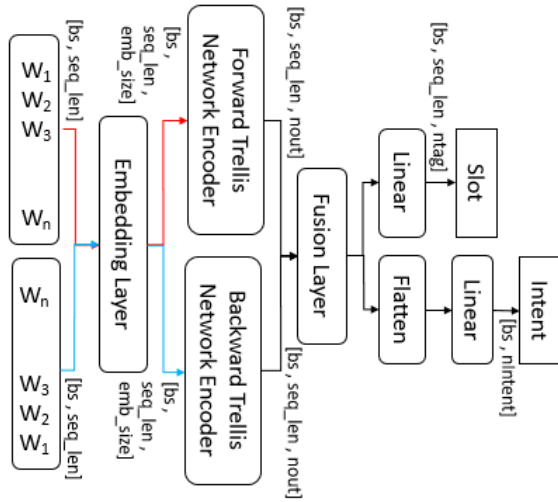 W1
W2
W3
Wn
[bs , seq_len]
Wn
W3
W2
W1
[bs , seq_len]
Embedding Layer
[bs ,
seq_len ,
emb_size]
[bs ,
seq_len ,
emb_size]
Forward Trellis
Network Encoder
Backward Trellis
Network Encoder
[bs , seq_len , nout]
[bs , seq_len , nout]
Fusion Layer
Linear
[bs , seq_len , ntag]
Slot
Flatten
Linear
[bs , nIntent]
Intent